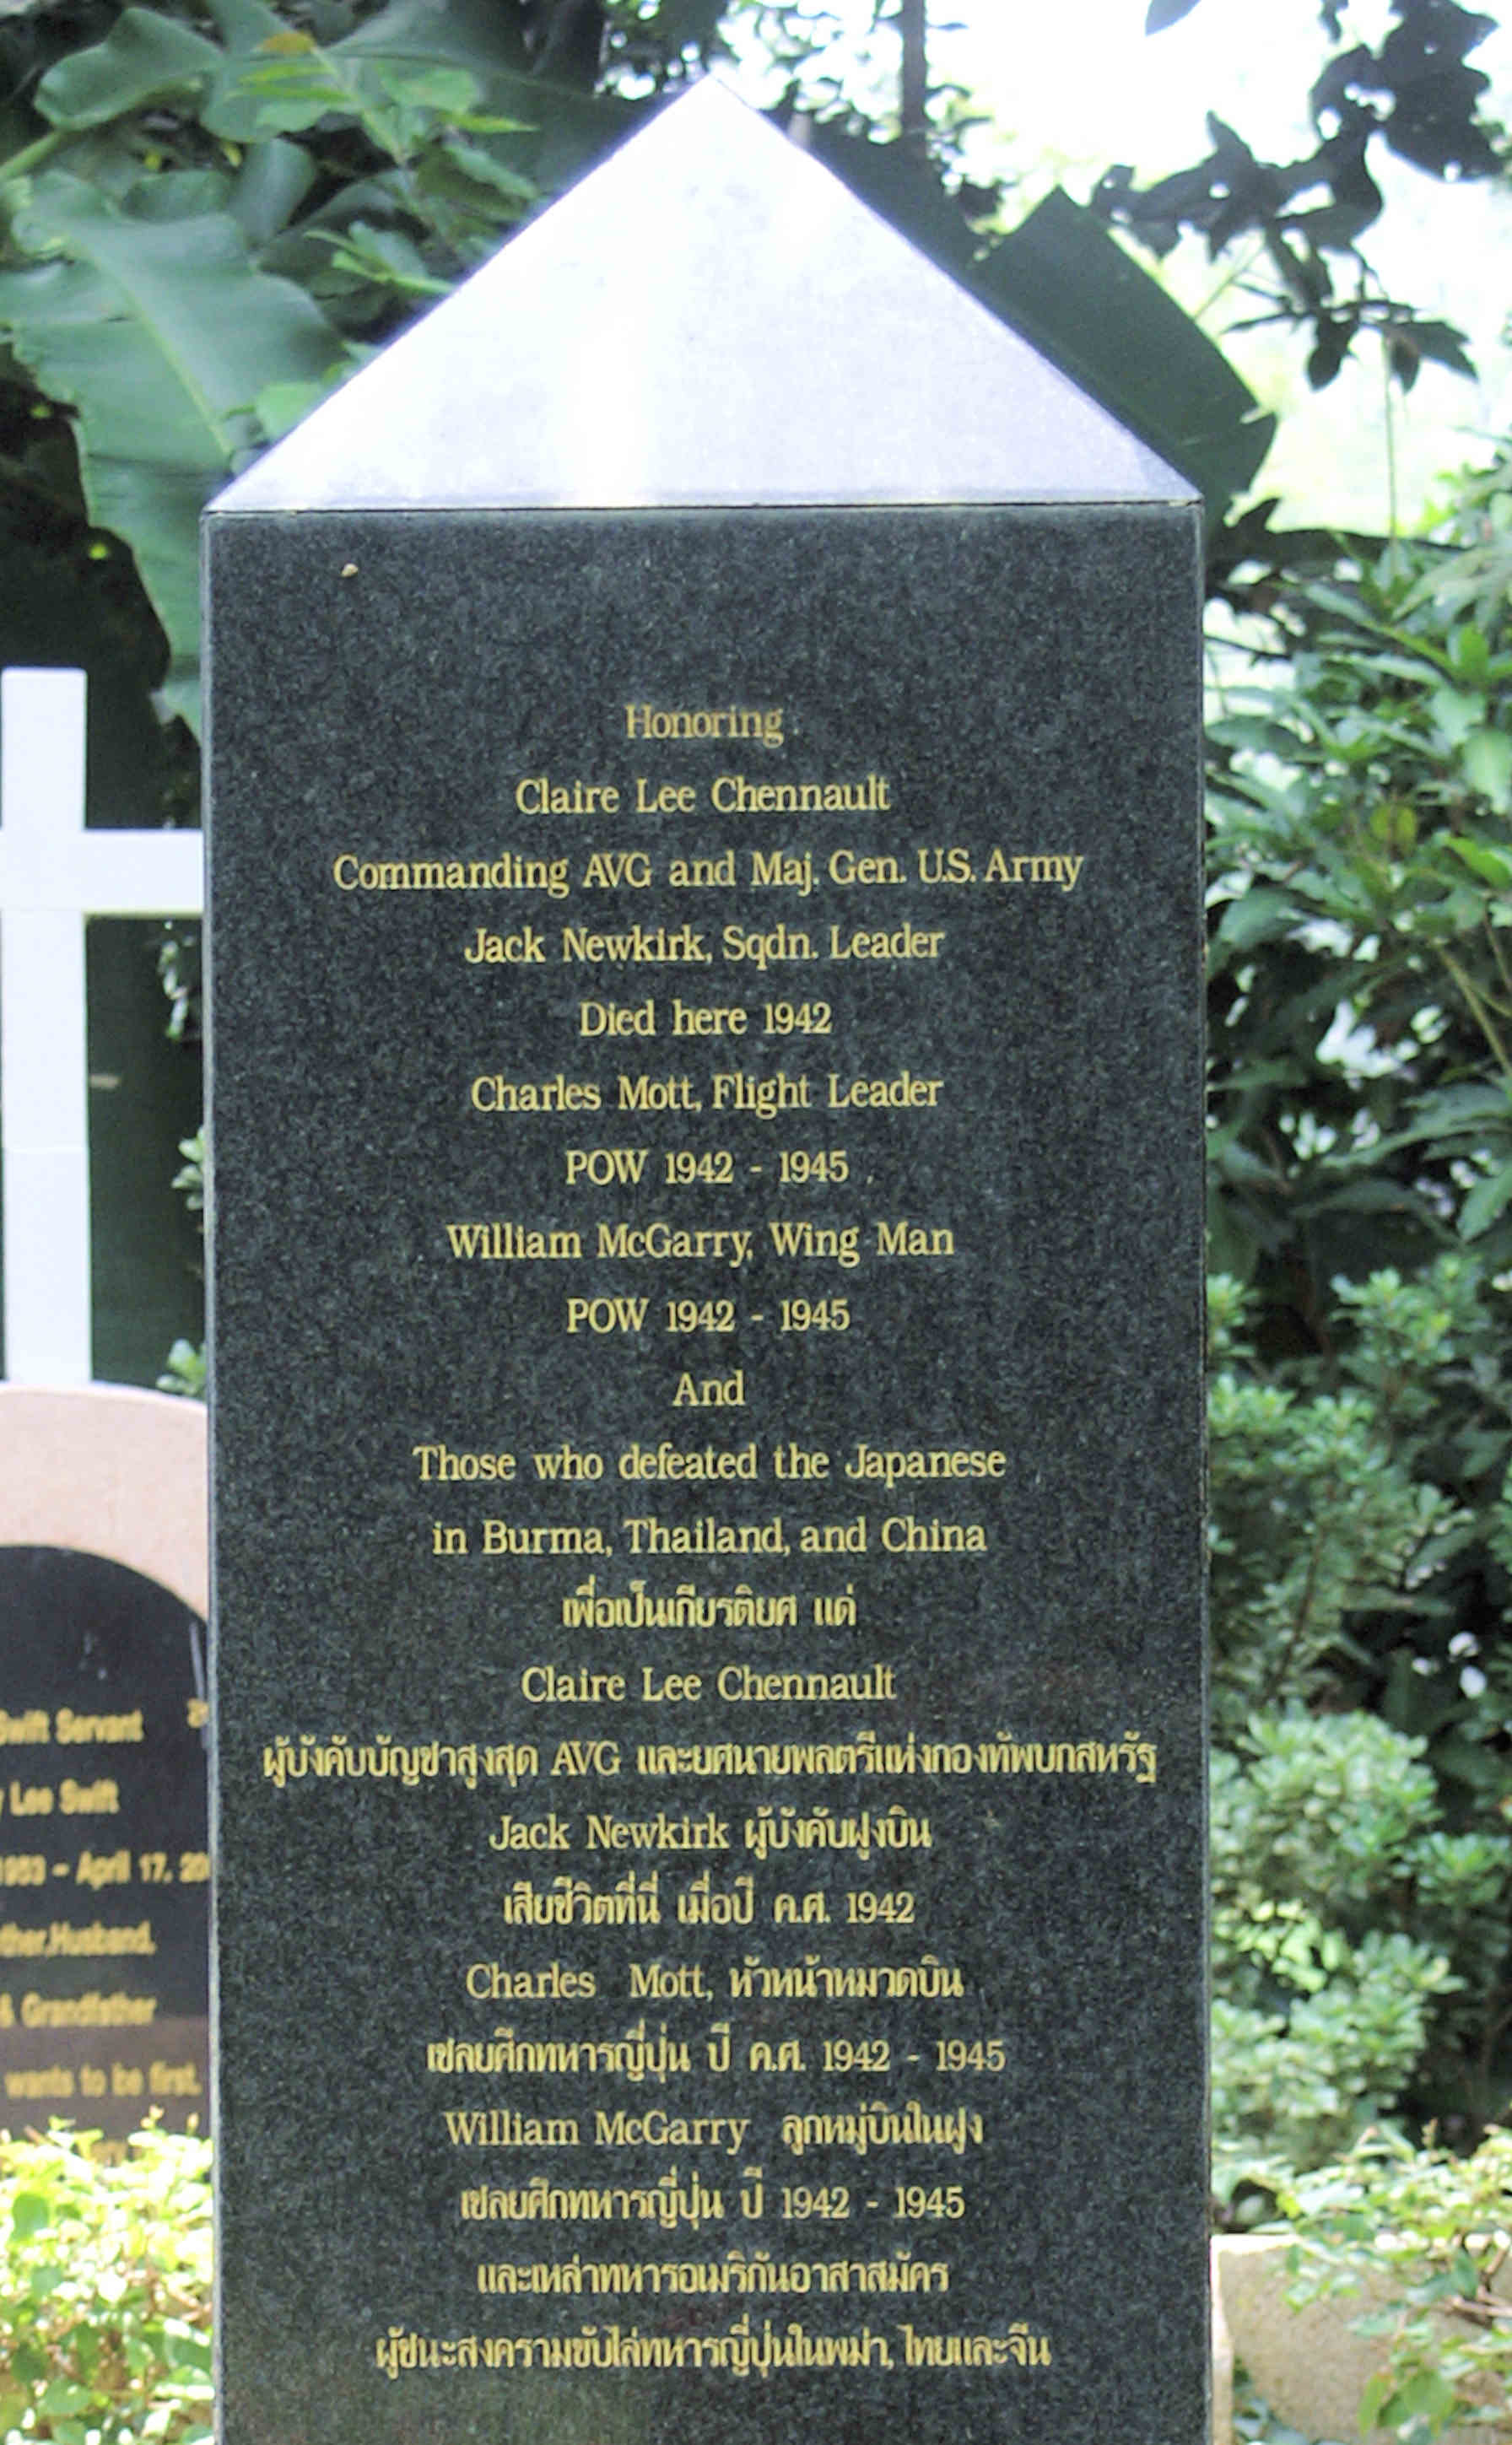 Honoring
Claire Lee Chennault
Commanding AVG and Maj. Gen. U.S. Army
Jack Newkirk, Sqdn. Leader
Died here 1942
Charles Mott, Flight Leader
POW 1942 - 1945
William McGarry, Wing Man
POW 1942 - 1945
And
Those who defeated the Japanese
in Burma, Thailand, and China
เพื่อเป็นเกียรติยศ แด่
Claire Lee Chennault
ผู้บังคับบัญชาสูงสุด AVG และยศนายพลตรีแห่งกองทัพบกสหรัฐ
Jack Newkirk ผู้บังคับฝูงบิน
เสียชีวิตที่นี่ เมื่อปี ค.ศ. 1942
Charles Mott, หัวหน้าหมวดบิน
เชลยศึกทหารญี่ปุ่น ปี ค.ศ. 1942 - 1945
William McGarry ลูกหมู่บินในฝูง
เชลยศึกทหารญี่ปุ่น ปี 1942 - 1945
และเหล่าทหารอเมริกันอาสาสมัคร
ผู้ชนะสงครามขับไล่ทหารญี่ปุ่นในพม่า, ไทยและจีน
Swift Servant
Lee Swift
- April 17, 20
Husband,
& Grandfather
wants to be first,